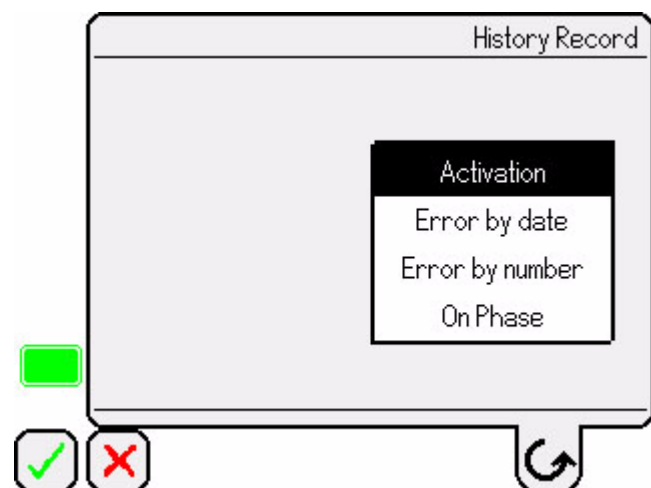 History Record
Activation
Error by date
Error by number
On Phase